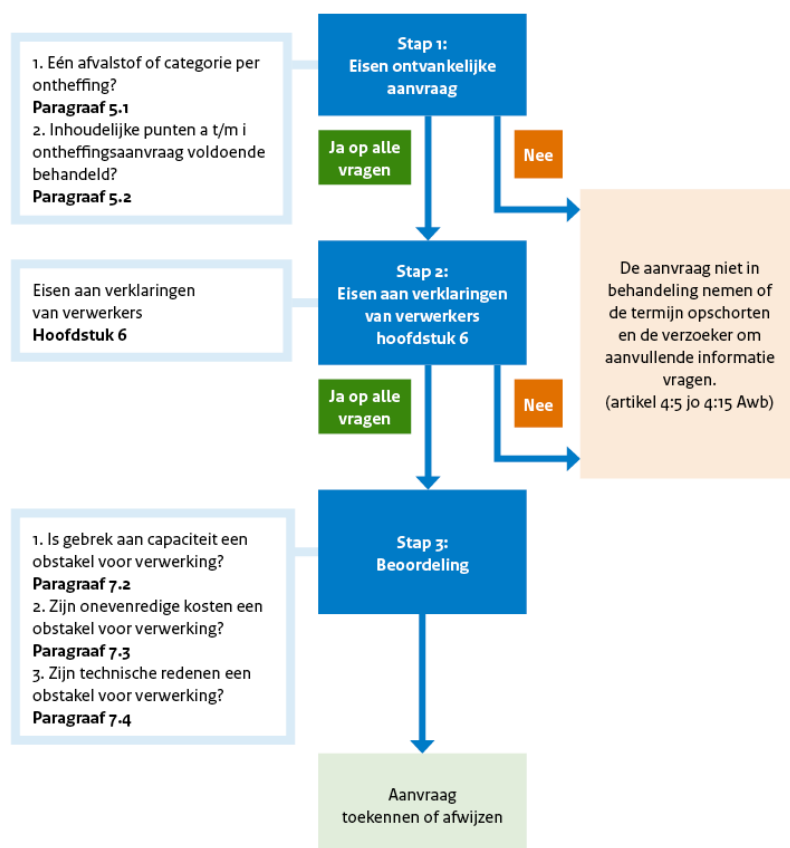 Stap 1:
Eisen ontvankelijke
aanvraag
1. Eén afvalstof of categorie per
ontheffing?
Paragraaf 5.1
2. Inhoudelijke punten a t/m i
ontheffingsaanvraag voldoende
behandeld?
Paragraaf 5.2
Ja op alle
vragen
Nee
Stap 2:
Eisen aan verklaringen
van verwerkers
hoofdstuk 6
Eisen aan verklaringen
van verwerkers
Hoofdstuk 6
De aanvraag niet in
behandeling nemen of
de termijn opschorten
en de verzoeker om
aanvullende informatie
vragen.
(artikel 4:5 jo 4:15 Awb)
Ja op alle
vragen
Nee
Stap 3:
Beoordeling
1. Is gebrek aan capaciteit een
obstakel voor verwerking?
Paragraaf 7.2
2. Zijn onevenredige kosten een
obstakel voor verwerking?
Paragraaf 7.3
3. Zijn technische redenen een
obstakel voor verwerking?
Paragraaf 7.4
Aanvraag
toekennen of afwijzen